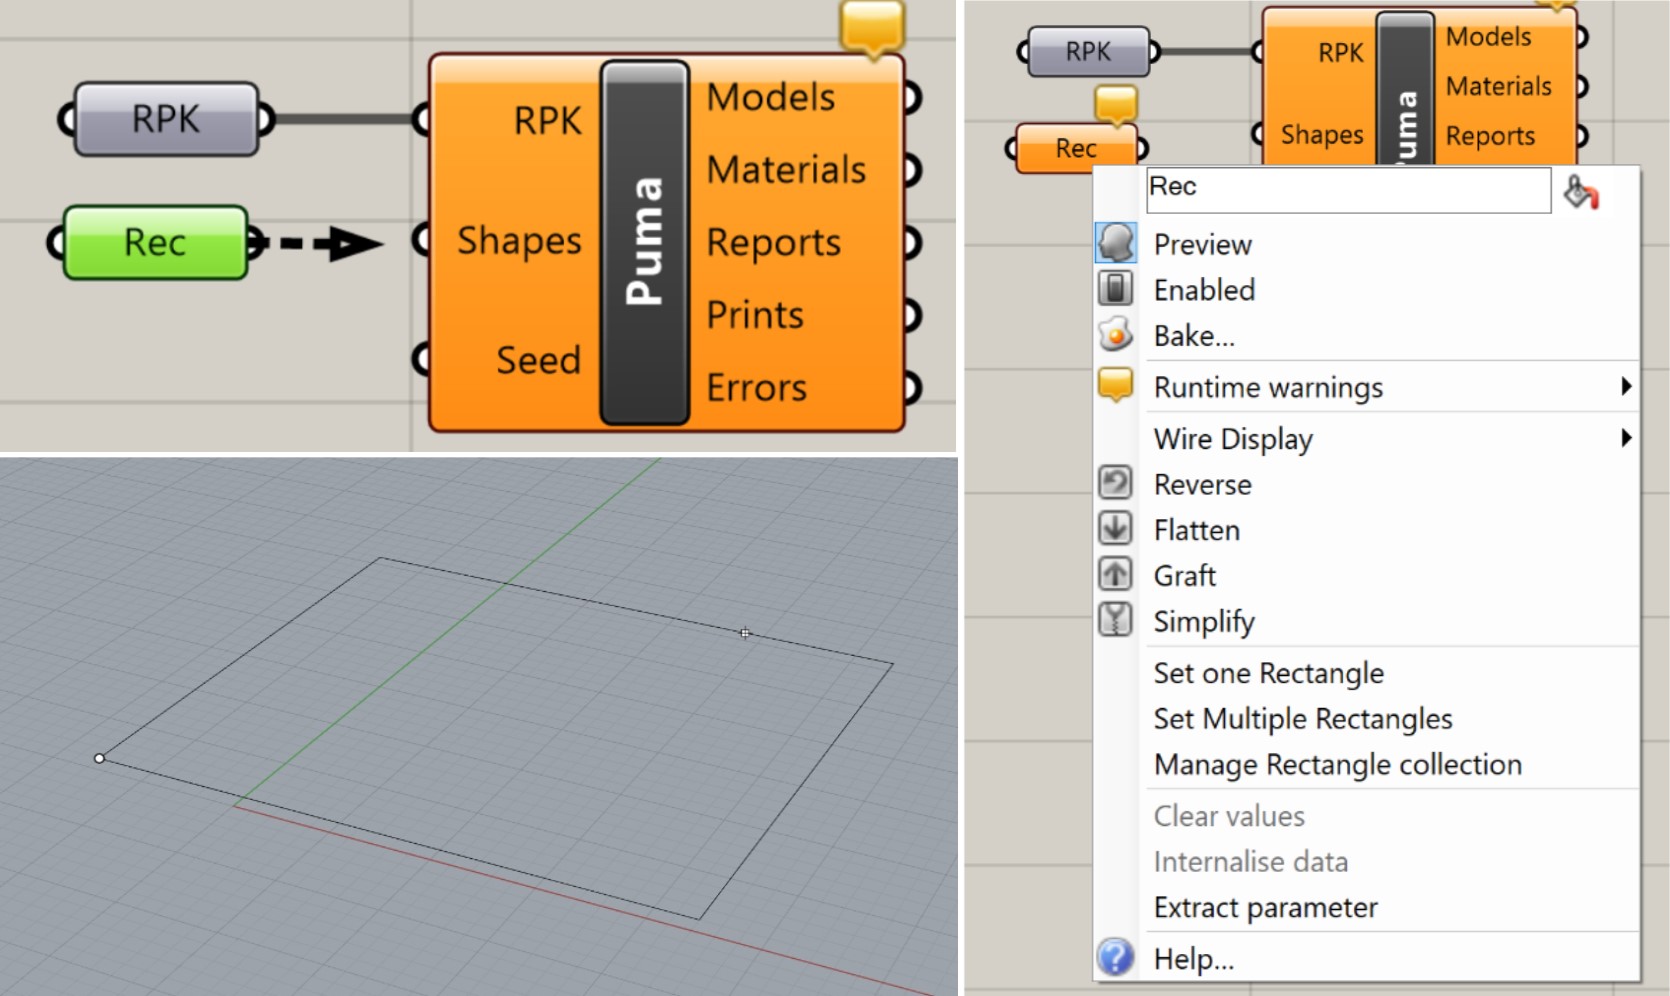 RPK
Rec
RPK
Shapes
Seed
Puma
Models
Materials
Reports
Prints
Errors
RPK
Rec
RPK
Shapes
Puma
Models
Materials
Reports
Rec
Preview
Enabled
Bake...
Runtime warnings
Wire Display
Reverse
Flatten
Graft
Simplify
Set one Rectangle
Set Multiple Rectangles
Manage Rectangle collection
Clear values
Internalise data
Extract parameter
Help...